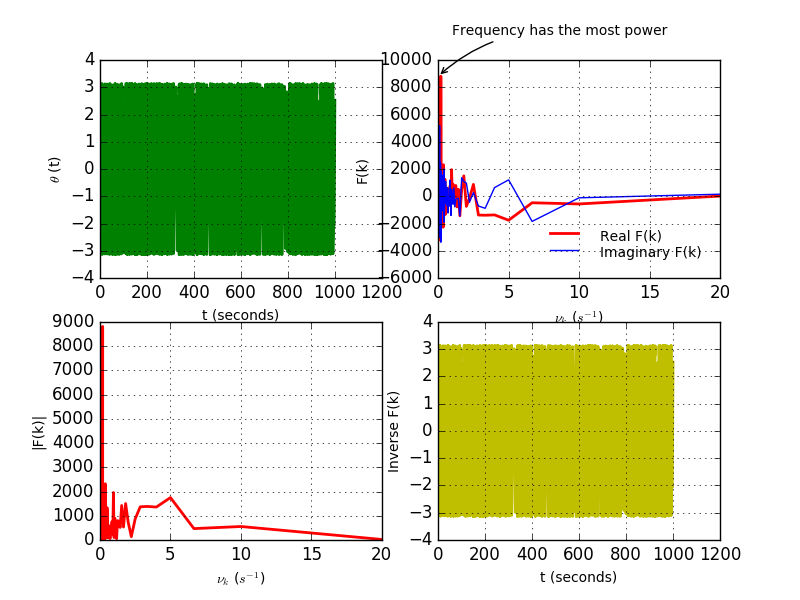 Frequency has the most power
4
3
2
1
0
−1
−2
−3
−4
θ (t)
0 200 400 600 800 1000 1200
t (seconds)
10000
8000
6000
4000
2000
0
−2000
−4000
−6000
F(k)
Real F(k)
Imaginary F(k)
0 5 10 15 20
νk (s−1)
9000
8000
7000
6000
5000
4000
3000
2000
1000
0
|F(k)|
0 5 10 15 20
νk (s−1)
4
3
2
1
0
−1
−2
−3
−4
Inverse F(k)
0 200 400 600 800 1000 1200
t (seconds)